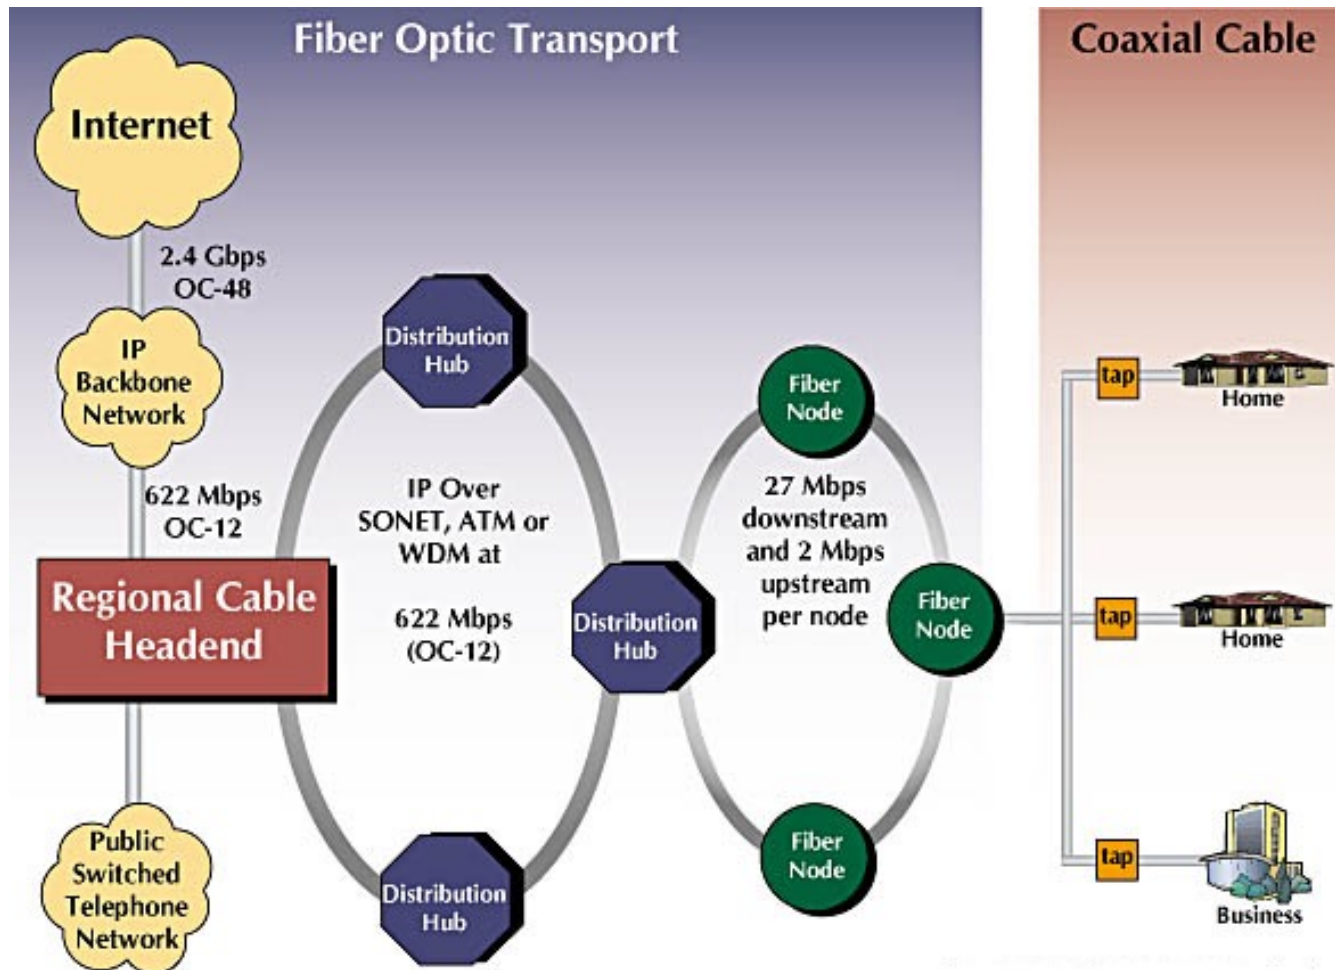 Fiber Optic Transport
Coaxial Cable
Internet
2.4 Gbps
OC-48
IP
Backbone
Network
622 Mbps
OC-12
Regional Cable
Headend
Public
Switched
Telephone
Network
Distribution
Hub
IP Over
SONET, ATM or
WDM at
622 Mbps
(OC-12)
Distribution
Hub
Distribution
Hub
Fiber
Node
27 Mbps
downstream
and 2 Mbps
upstream
per node
Fiber
Node
Fiber
Node
tap
Home
tap
Home
tap
Business